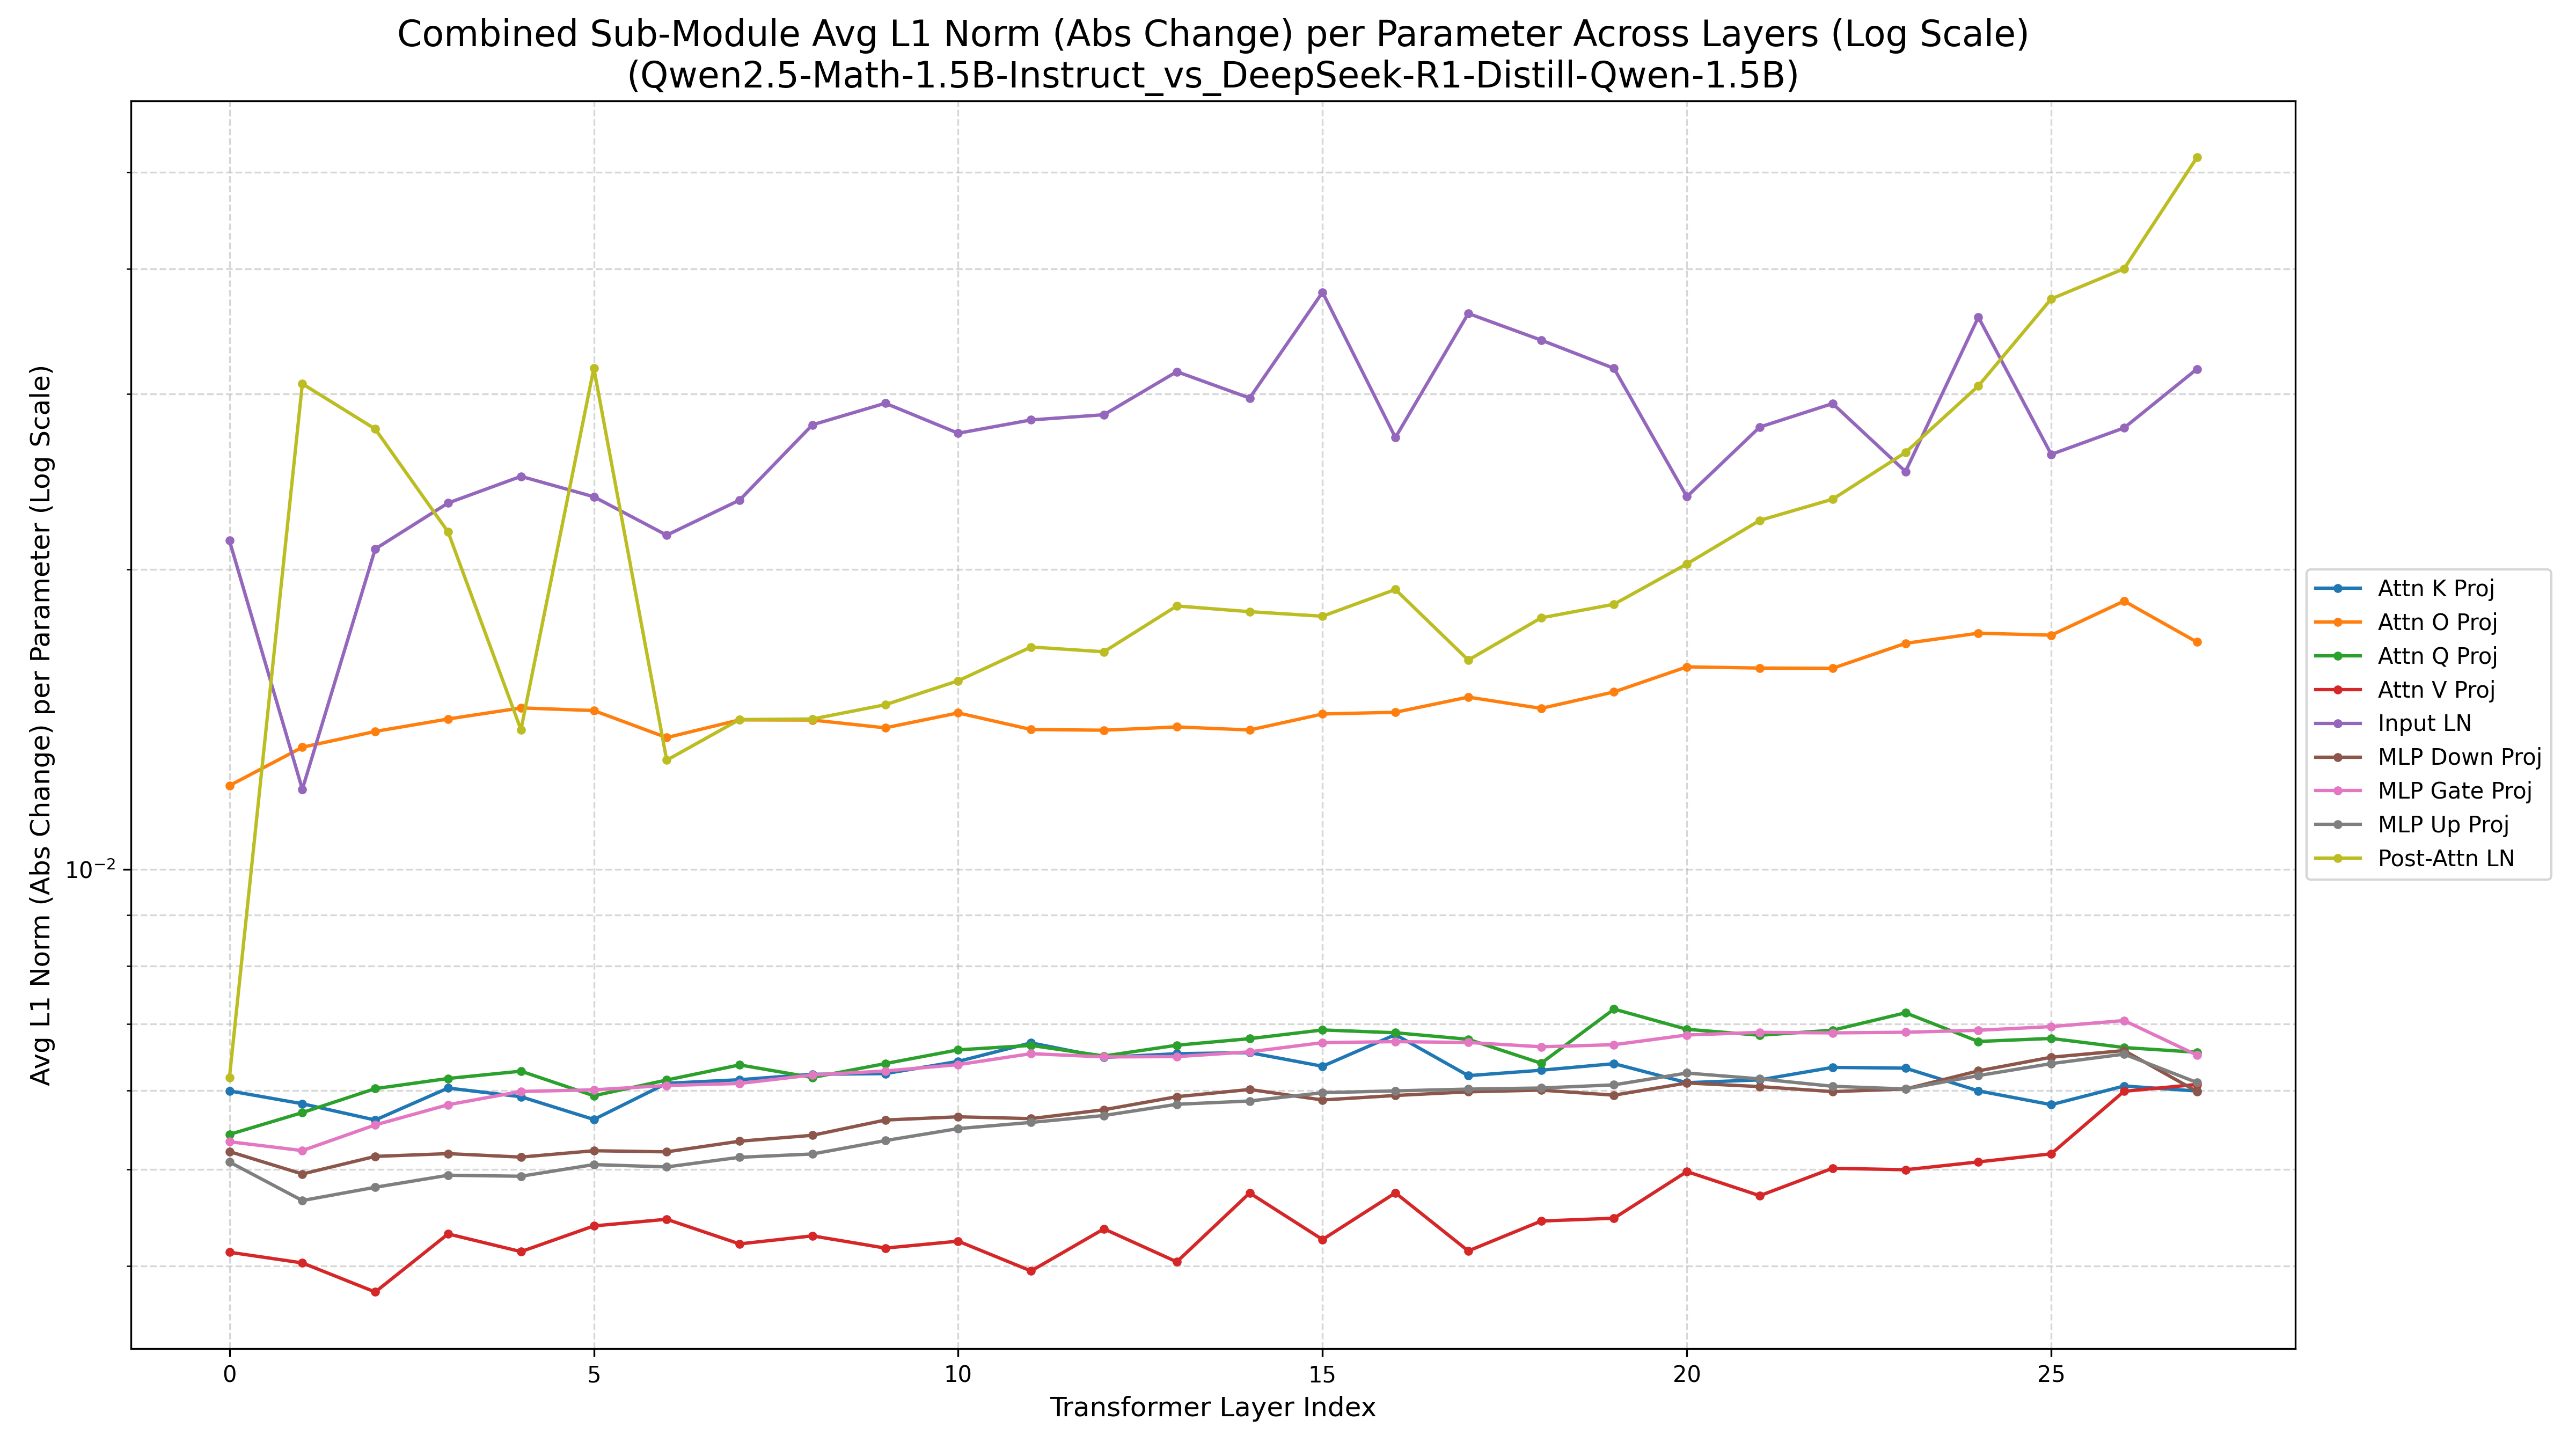 Combined Sub-Module Avg L1 Norm (Abs Change) per Parameter Across Layers (Log Scale)
(Qwen2.5-Math-1.5B-Instruct_vs_DeepSeek-R1-Distill-Qwen-1.5B)
Avg L1 Norm (Abs Change) per Parameter (Log Scale)
10⁻²
0
5
10
15
20
25
Transformer Layer Index
Attn K Proj
Attn O Proj
Attn Q Proj
Attn V Proj
Input LN
MLP Down Proj
MLP Gate Proj
MLP Up Proj
Post-Attn LN